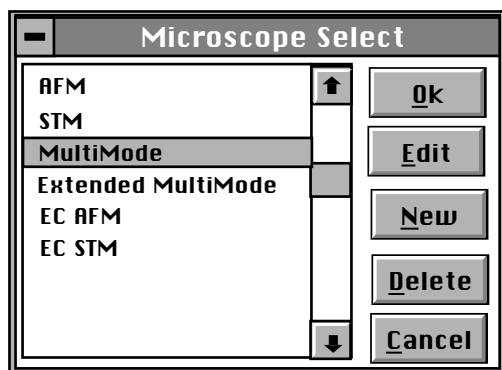 Microscope Select
AFM
STM
MultiMode
Extended MultiMode
EC AFM
EC STM
Ok
Edit
New
Delete
Cancel